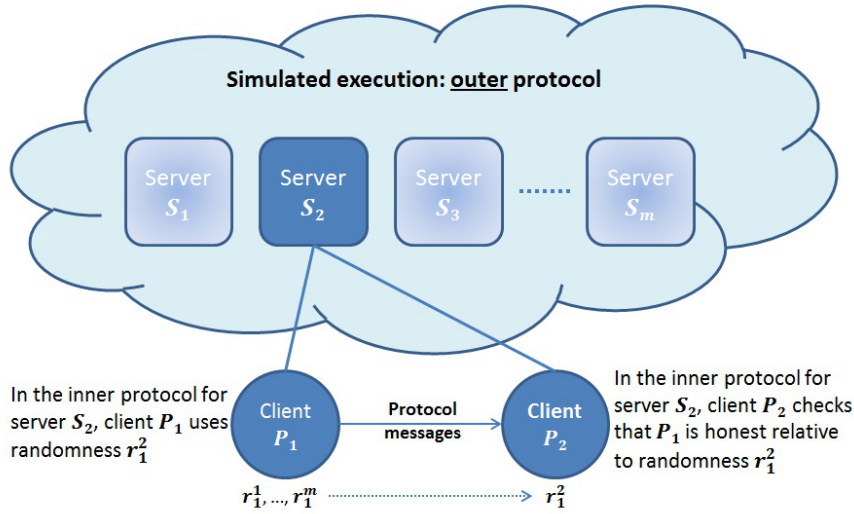 Simulated execution: outer protocol
Server
S₁
Server
S₂
Server
S₃
.......
Server
Sₘ
In the inner protocol for
server S₂, client P₁ uses
randomness r₁²
Client
P₁
Protocol
messages
Client
P₂
In the inner protocol for
server S₂, client P₂ checks
that P₁ is honest relative
to randomness r₁²
r₁¹, ..., r₁ᵐ
r₁²